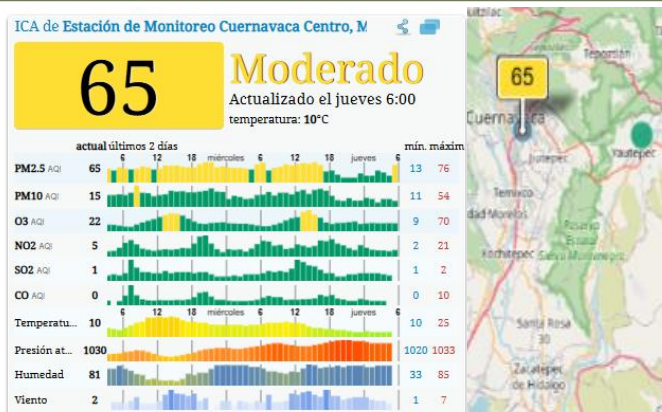 ICA de Estación de Monitoreo Cuernavaca Centro, M
65
Moderado
Actualizado el jueves 6:00
temperatura: 10°C
actual últimos 2 días mín. máxim
6 12 18 miércoles 6 12 18 jueves 6
PM2.5 AQI 65 13 76
PM10 AQI 15 11 54
O3 AQI 22 9 70
NO2 AQI 5 2 21
SO2 AQI 1 1 2
CO AQI 0 0 10
6 12 18 miércoles 6 12 18 jueves 6
Temperatu... 10 10 25
Presión at... 1030 1020 1033
Humedad 81 33 85
Viento 2 1 7
Tepoztlán
65
Cuernavaca
Yautepec
Jiutepec
Temixco
dad Morelos
Xochitepec
Santa Rosa
30
Zacatepec
de Hidalgo